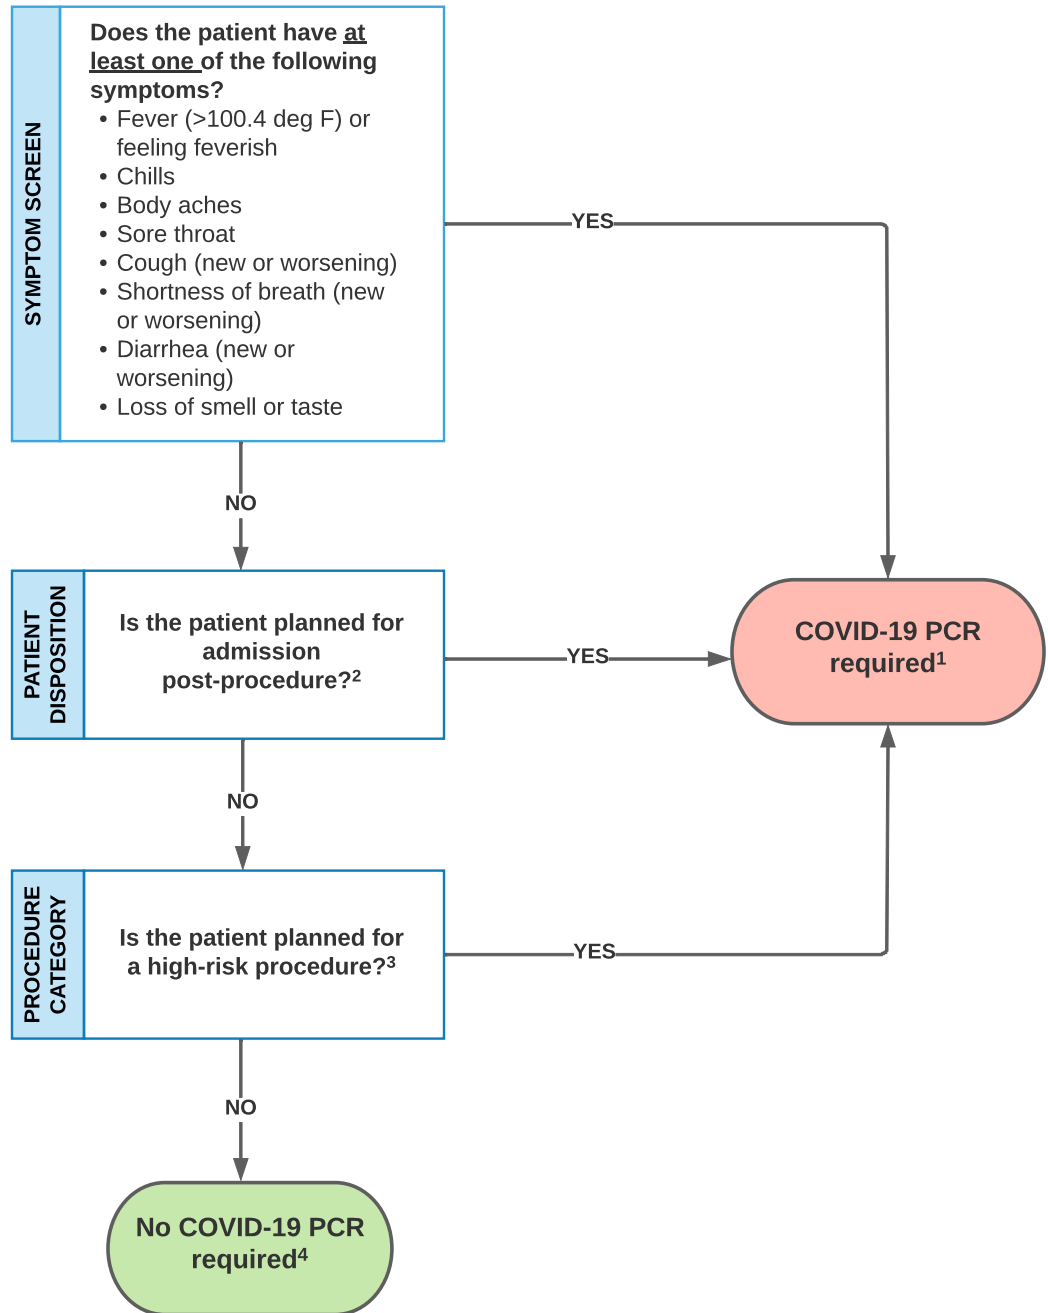 SYMPTOM SCREEN
Does the patient have at
least one of the following
symptoms?
• Fever (>100.4 deg F) or
feeling feverish
• Chills
• Body aches
• Sore throat
• Cough (new or worsening)
• Shortness of breath (new
or worsening)
• Diarrhea (new or
worsening)
• Loss of smell or taste
YES
NO
PATIENT
DISPOSITION
Is the patient planned for
admission
post-procedure?²
YES
COVID-19 PCR
required¹
NO
PROCEDURE
CATEGORY
Is the patient planned for
a high-risk procedure?³
YES
NO
No COVID-19 PCR
required⁴